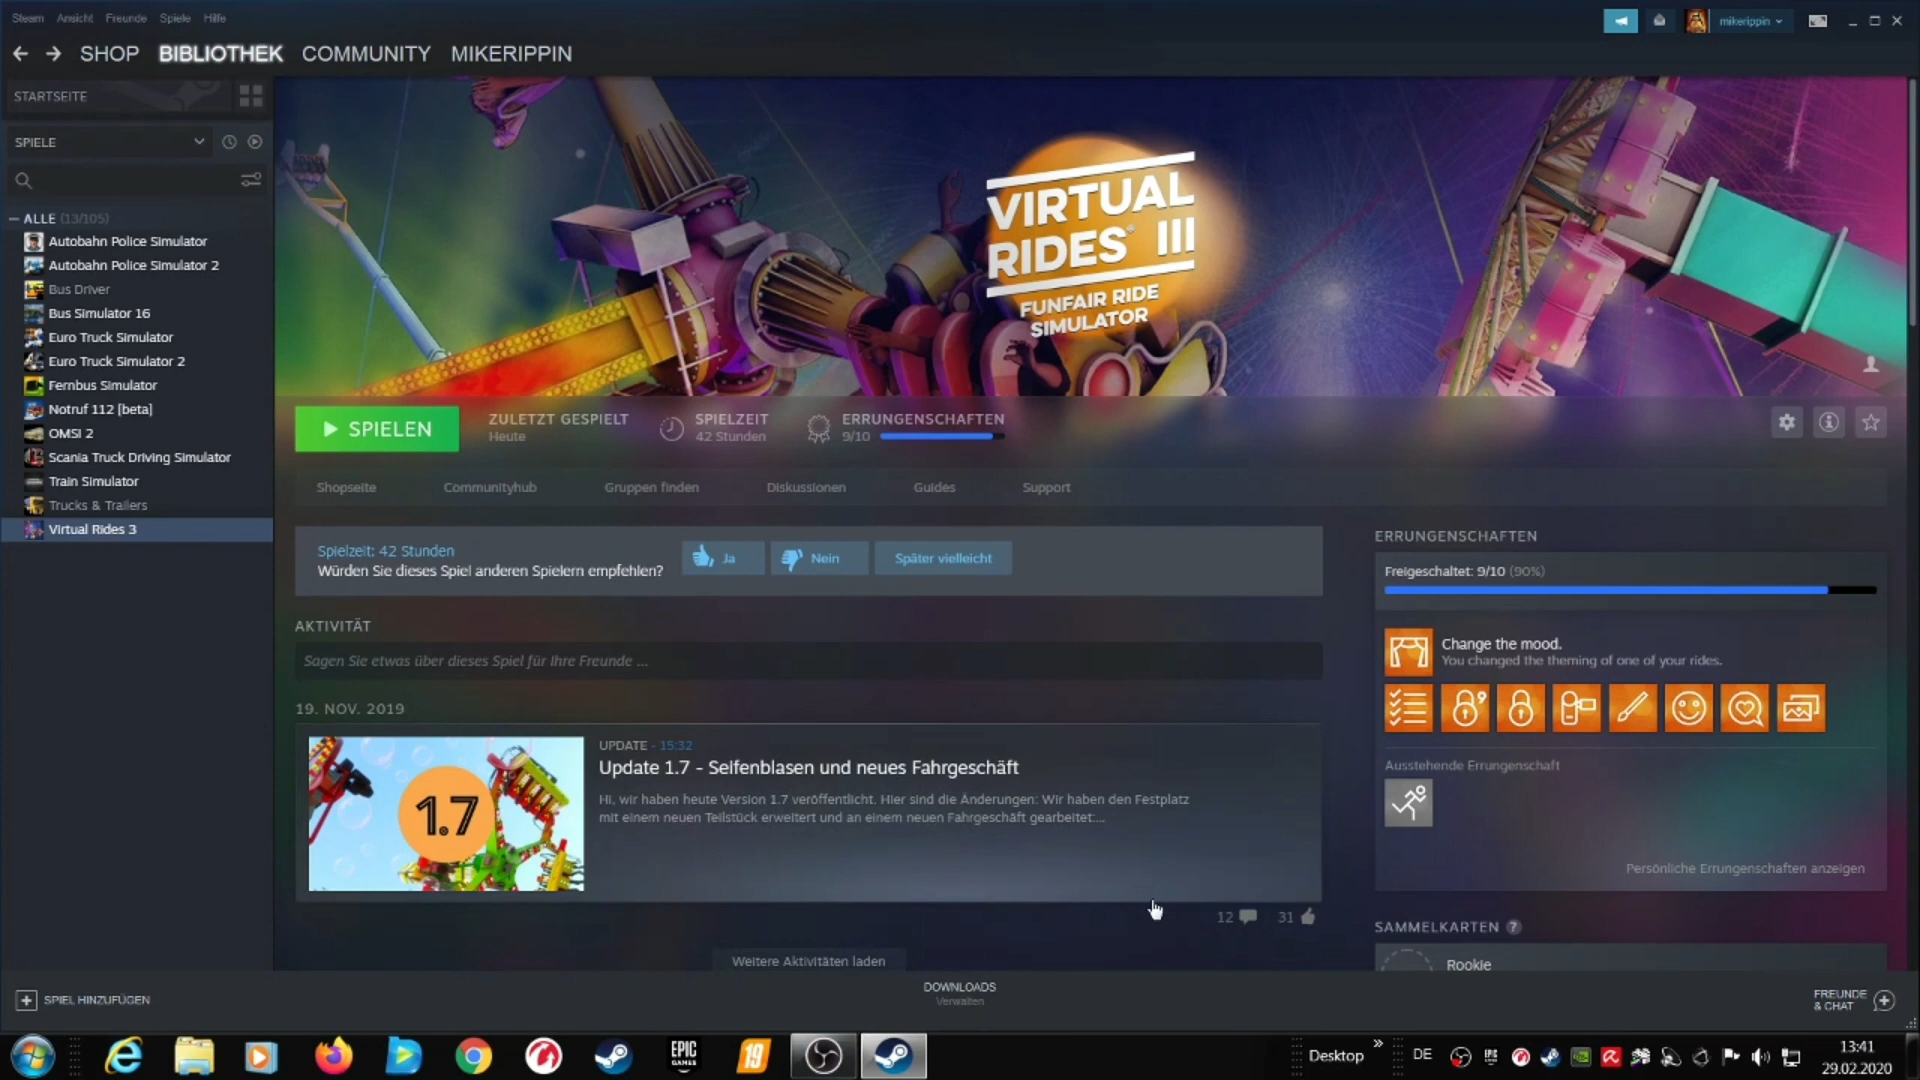 Steam Ansicht Freunde Spiele Hilfe
mikerippin
SHOP BIBLIOTHEK COMMUNITY MIKERIPPIN
STARTSEITE
SPIELE
ALLE (13/105)
Autobahn Police Simulator
Autobahn Police Simulator 2
Bus Driver
Bus Simulator 16
Euro Truck Simulator
Euro Truck Simulator 2
Fernbus Simulator
Notruf 112 [beta]
OMSI 2
Scania Truck Driving Simulator
Train Simulator
Trucks & Trailers
Virtual Rides 3
VIRTUAL
RIDES III
FUNFAIR RIDE
SIMULATOR
SPIELEN
ZULETZT GESPIELT
Heute
SPIELZEIT
42 Stunden
ERRUNGENSCHAFTEN
9/10
Shopseite Communityhub Gruppen finden Diskussionen Guides Support
Spielzeit: 42 Stunden
Würden Sie dieses Spiel anderen Spielern empfehlen?
Ja Nein Später vielleicht
AKTIVITÄT
Sagen Sie etwas über dieses Spiel für Ihre Freunde ...
19. NOV. 2019
1.7
UPDATE - 15:32
Update 1.7 - Seifenblasen und neues Fahrgeschäft
Hi, wir haben heute Version 1.7 veröffentlicht. Hier sind die Änderungen: Wir haben den Festplatz
mit einem neuen Teilstück erweitert und an einem neuen Fahrgeschäft gearbeitet:...
12 31
Weitere Aktivitäten laden
ERRUNGENSCHAFTEN
Freigeschaltet: 9/10 (90%)
Change the mood.
You changed the theming of one of your rides.
Ausstehende Errungenschaft
Persönliche Errungenschaften anzeigen
SAMMELKARTEN ?
Rookie
SPIEL HINZUFÜGEN
DOWNLOADS
Verwalten
FREUNDE
& CHAT
EPIC
GAMES
19
Desktop
DE
13:41
29.02.2020